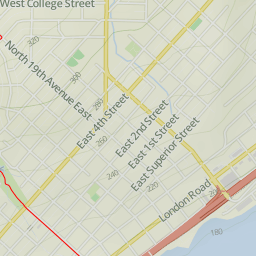 West College Street
North 19th Avenue East
320
300
280
East 4th Street
260
East 2nd Street
East 1st Street
East Superior Street
240
220
London Road
200
180